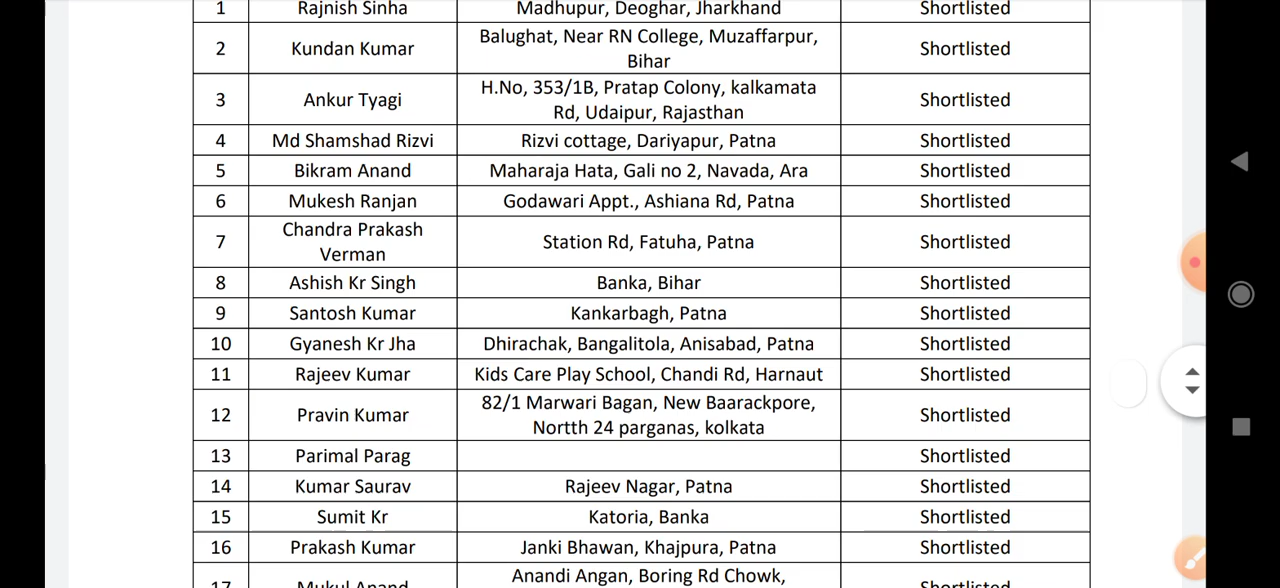 1 Rajnish Sinha Madhupur, Deoghar, Jharkhand Shortlisted
2 Kundan Kumar Balughat, Near RN College, Muzaffarpur,
Bihar Shortlisted
3 Ankur Tyagi H.No, 353/1B, Pratap Colony, kalkamata
Rd, Udaipur, Rajasthan Shortlisted
4 Md Shamshad Rizvi Rizvi cottage, Dariyapur, Patna Shortlisted
5 Bikram Anand Maharaja Hata, Gali no 2, Navada, Ara Shortlisted
6 Mukesh Ranjan Godawari Appt., Ashiana Rd, Patna Shortlisted
7 Chandra Prakash
Verman Station Rd, Fatuha, Patna Shortlisted
8 Ashish Kr Singh Banka, Bihar Shortlisted
9 Santosh Kumar Kankarbagh, Patna Shortlisted
10 Gyanesh Kr Jha Dhirachak, Bangalitola, Anisabad, Patna Shortlisted
11 Rajeev Kumar Kids Care Play School, Chandi Rd, Harnaut Shortlisted
12 Pravin Kumar 82/1 Marwari Bagan, New Baarackpore,
Nortth 24 parganas, kolkata Shortlisted
13 Parimal Parag Shortlisted
14 Kumar Saurav Rajeev Nagar, Patna Shortlisted
15 Sumit Kr Katoria, Banka Shortlisted
16 Prakash Kumar Janki Bhawan, Khajpura, Patna Shortlisted
17 Mukul Anand Anandi Angan, Boring Rd Chowk, Shortlisted